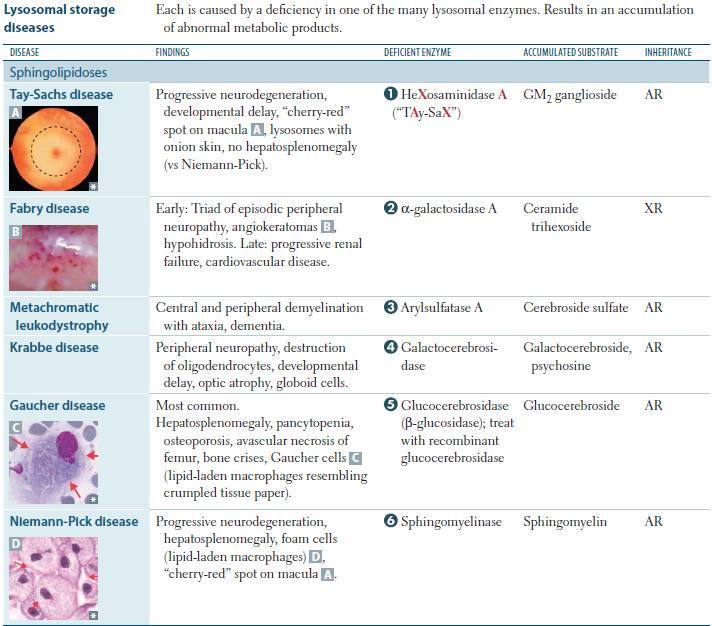 Lysosomal storage diseases
Each is caused by a deficiency in one of the many lysosomal enzymes. Results in an accumulation
of abnormal metabolic products.
DISEASE FINDINGS DEFICIENT ENZYME ACCUMULATED SUBSTRATE INHERITANCE
Sphingolipidoses
Tay-Sachs disease
A
*
Progressive neurodegeneration,
developmental delay, “cherry-red”
spot on macula A, lysosomes with
onion skin, no hepatosplenomegaly
(vs Niemann-Pick).
❶ HeXosaminidase A
(“TAy-SaX”)
GM₂ ganglioside
AR
Fabry disease
B
*
Early: Triad of episodic peripheral
neuropathy, angiokeratomas B,
hypohidrosis. Late: progressive renal
failure, cardiovascular disease.
❷ α-galactosidase A
Ceramide
trihexoside
XR
Metachromatic
leukodystrophy
Central and peripheral demyelination
with ataxia, dementia.
❸ Arylsulfatase A
Cerebroside sulfate
AR
Krabbe disease
Peripheral neuropathy, destruction
of oligodendrocytes, developmental
delay, optic atrophy, globoid cells.
❹ Galactocerebrosi-
dase
Galactocerebroside,
psychosine
AR
Gaucher disease
C
*
Most common.
Hepatosplenomegaly, pancytopenia,
osteoporosis, avascular necrosis of
femur, bone crises, Gaucher cells C
(lipid-laden macrophages resembling
crumpled tissue paper).
❺ Glucocerebrosidase
(β-glucosidase); treat
with recombinant
glucocerebrosidase
Glucocerebroside
AR
Niemann-Pick disease
D
*
Progressive neurodegeneration,
hepatosplenomegaly, foam cells
(lipid-laden macrophages) D,
“cherry-red” spot on macula A.
❻ Sphingomyelinase
Sphingomyelin
AR